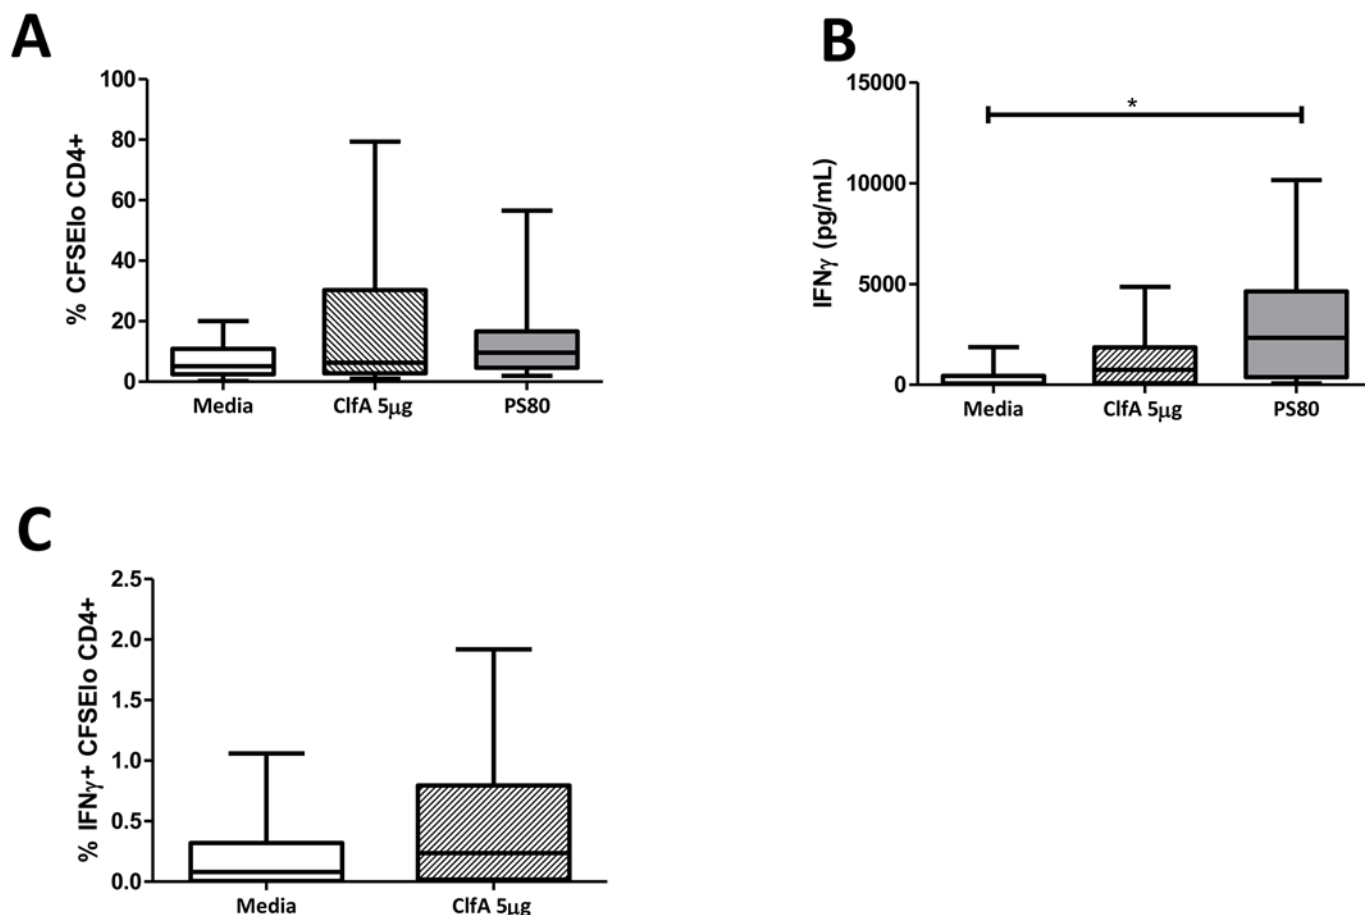 A
% CFSElo CD4+
100
80
60
40
20
0
Media ClfA 5μg PS80
B
IFNγ (pg/mL)
15000
10000
5000
0
*
Media ClfA 5μg PS80
C
% IFNγ+ CFSElo CD4+
2.5
2.0
1.5
1.0
0.5
0.0
Media ClfA 5μg